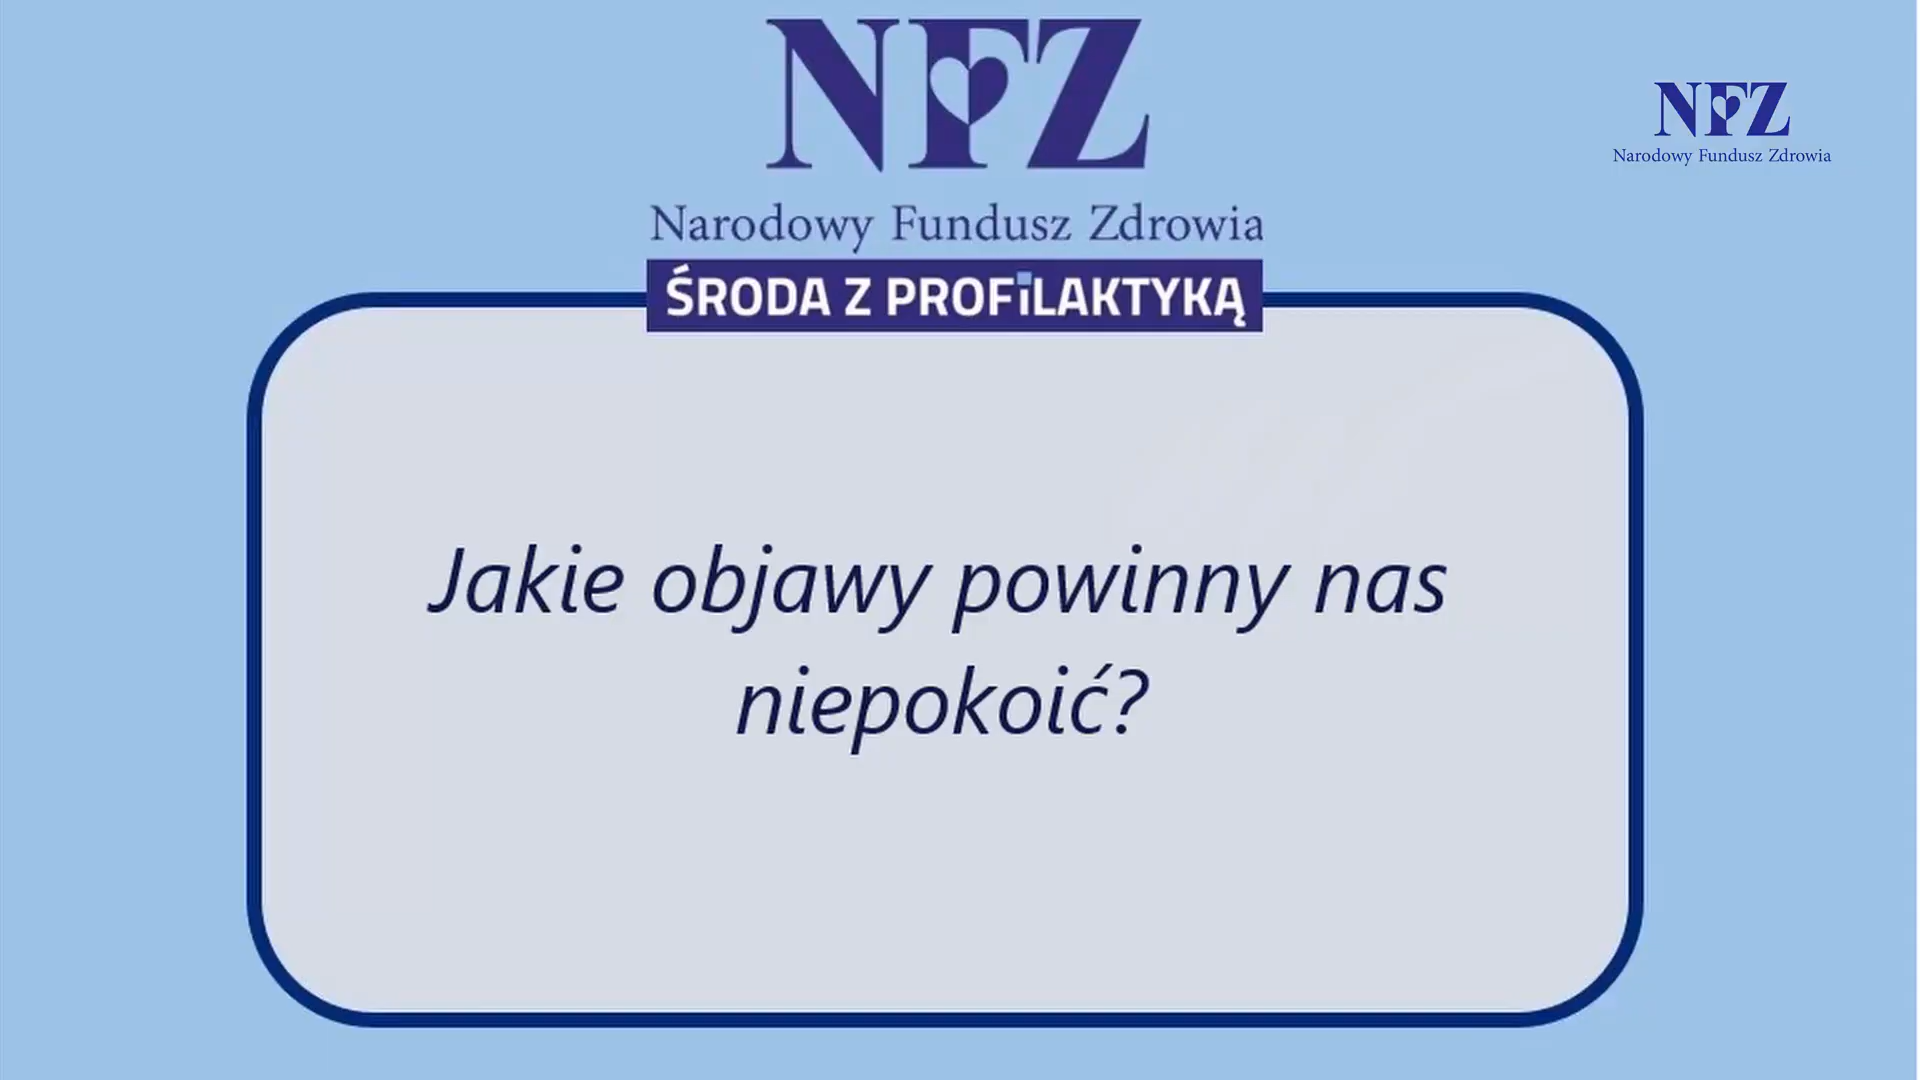 NFZ
Narodowy Fundusz Zdrowia
NFZ
Narodowy Fundusz Zdrowia
ŚRODA Z PROFiLAKTYKĄ
Jakie objawy powinny nas
niepokoić?